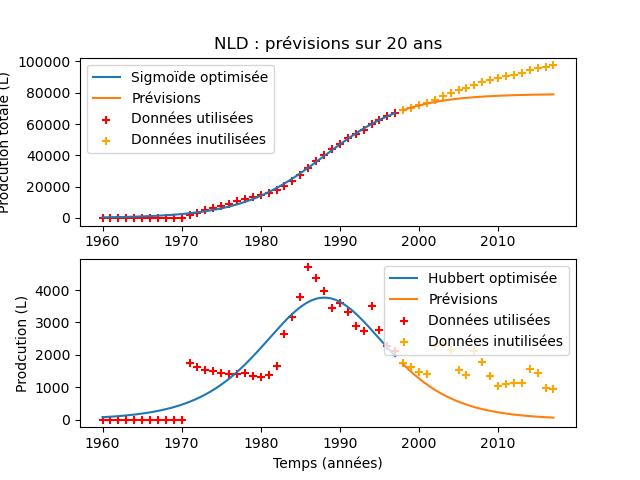 NLD : prévisions sur 20 ans
Prodcution totale (L)
100000
80000
60000
40000
20000
0
Sigmoïde optimisée
Prévisions
Données utilisées
Données inutilisées
1960 1970 1980 1990 2000 2010
Prodcution (L)
4000
3000
2000
1000
0
Hubbert optimisée
Prévisions
Données utilisées
Données inutilisées
1960 1970 1980 1990 2000 2010
Temps (années)